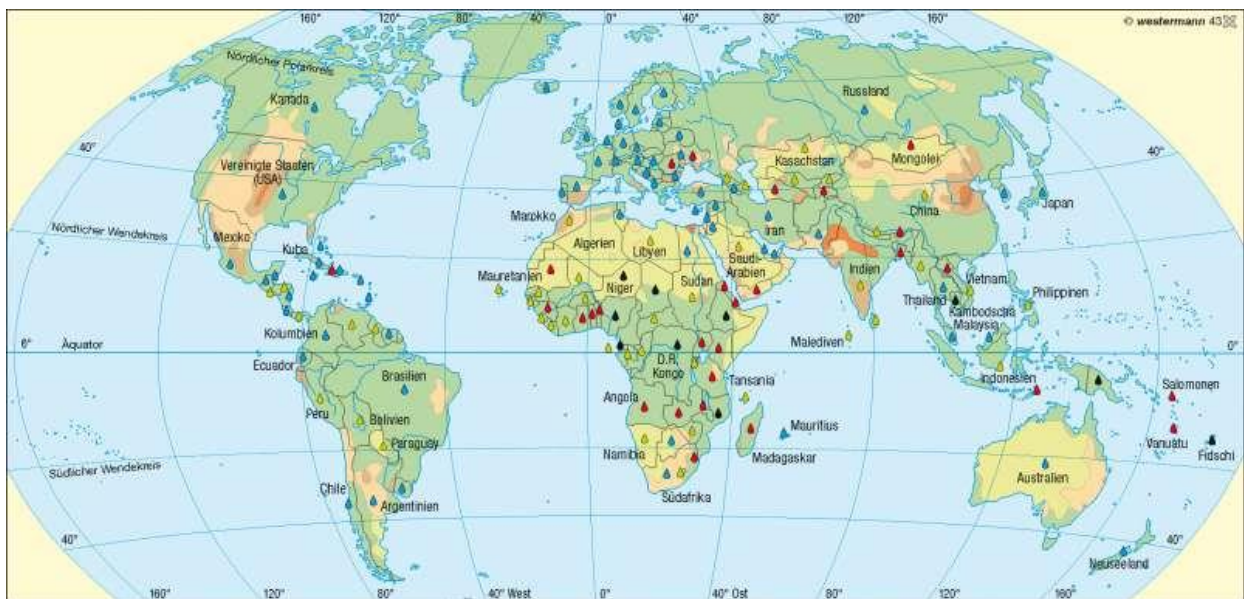 160° 120° 80° 40° 0° 40° 80° 120° 160°
© westermann 43
Nördlicher Polarkreis
Kanada
Russland
40°
40°
Vereinigte Staaten
(USA)
Kasachstan
Mongolei
China
Japan
Marokko
Nördlicher Wendekreis
Mexiko
Kuba
Algerien
Libyen
Iran
Saudi-
Arabien
Indien
Mauretanien
Niger
Sudan
Vietnam
Philippinen
Thailand
Kambodscha
Kolumbien
Malediven
Malaysia
0°
Äquator
0°
Ecuador
D.R.
Kongo
Indonesien
Brasilien
Tansania
Salomonen
Peru
Angola
Bolivien
Mauritius
Vanuatu
Paraguay
Namibia
Madagaskar
Fidschi
Südlicher Wendekreis
Australien
Chile
Argentinien
Südafrika
40°
40°
Neuseeland
160° 120° 80° 40° West 0° 40° Ost 80° 120° 160°